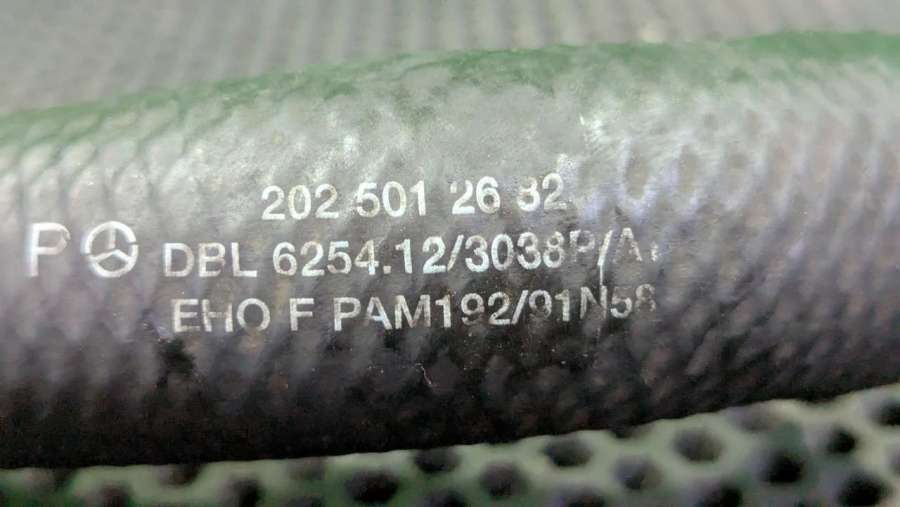 202 501 26 82
P DBL 6254.12/3038P/A
EHO F PAM192/91N58